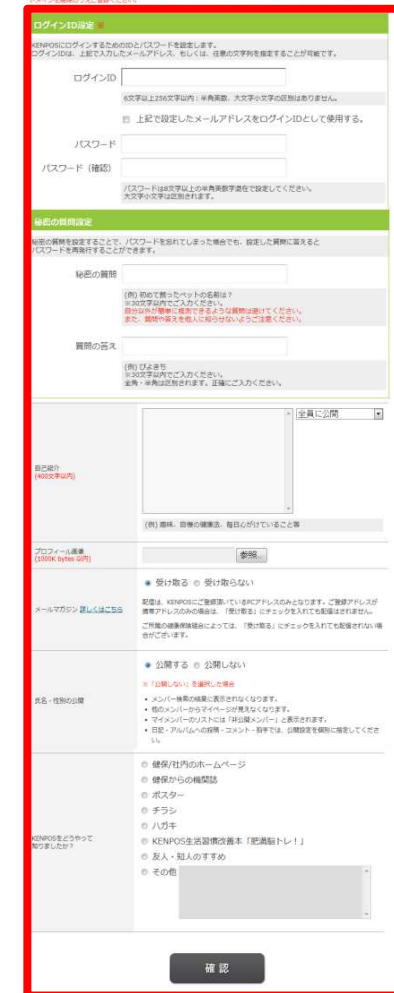 ログインID設定 ※
KENPOSにログインするためのIDとパスワードを設定します。
ログインIDは、上記で入力したメールアドレス、もしくは、任意の文字列を指定することが可能です。
ログインID
6文字以上256文字以内：半角英数、大文字小文字の区別はありません。
上記で設定したメールアドレスをログインIDとして使用する。
パスワード
パスワード（確認）
パスワードは8文字以上の半角英数字混在で設定してください。
大文字小文字は区別されます。
秘密の質問設定
秘密の質問を設定することで、パスワードを忘れてしまった場合でも、設定した質問に答えると
パスワードを再発行することができます。
秘密の質問
(例) 初めて飼ったペットの名前は？
※30文字以内でご入力ください。
自分以外が簡単に推測できるような質問は避けてください。
また、質問や答えを他人に知らせないようご注意ください。
質問の答え
(例) ぴよきち
※30文字以内でご入力ください。
全角・半角は区別されます。正確にご入力ください。
全員に公開
自己紹介
(400文字以内)
(例) 趣味、自慢の健康法、毎日心がけていること等
プロフィール画像
(1000K bytes 以内)
参照...
受け取る 受け取らない
メールマガジン 詳しくはこちら
配信は、KENPOSにご登録頂いているPCアドレスのみとなります。ご登録アドレスが
携帯アドレスのみの場合は、「受け取る」にチェックを入れても配信はされません。
ご所属の健康保険組合によっては、「受け取る」にチェックを入れても配信されない場
合がございます。
公開する 公開しない
※「公開しない」を選択した場合
氏名・性別の公開
• メンバー検索の結果に表示されなくなります。
• 他のメンバーからマイページが見えなくなります。
• マイメンバーのリストには「非公開メンバー」と表示されます。
• 日記・アルバムへの投稿・コメント・拍手では、公開設定を個別に指定してくださ
い。
健保/社内のホームページ
健保からの機関誌
ポスター
チラシ
ハガキ
KENPOSをどうやって
知りましたか？
KENPOS生活習慣改善本「肥満脳トレ！」
友人・知人のすすめ
その他
確 認